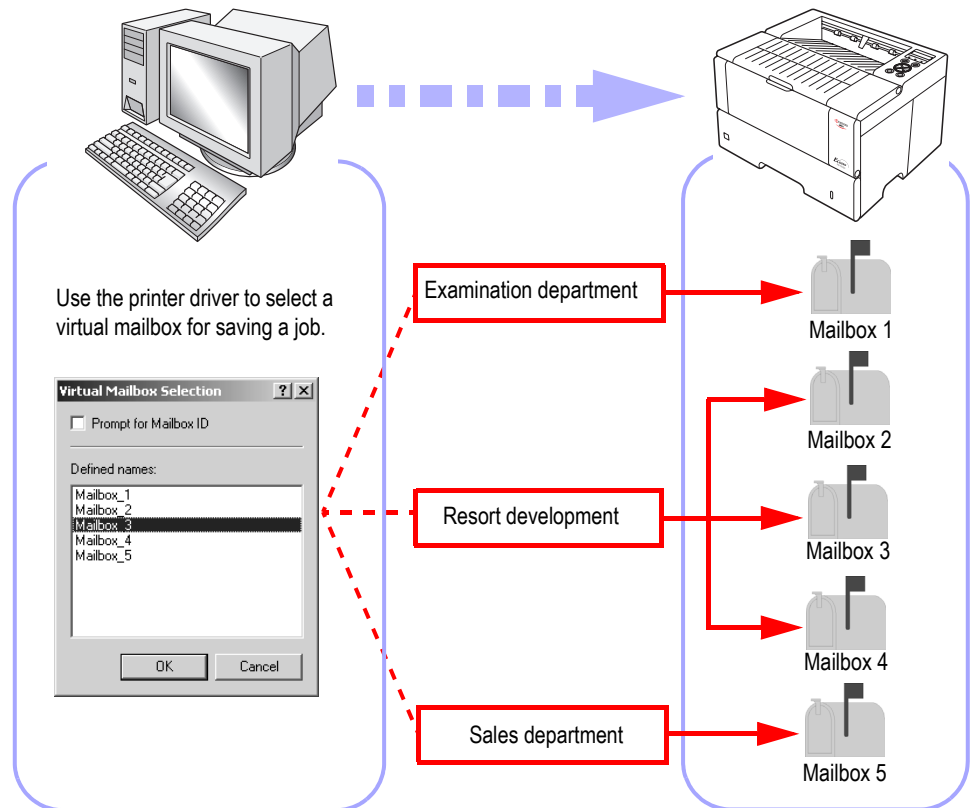 Use the printer driver to select a
virtual mailbox for saving a job.
Virtual Mailbox Selection
Prompt for Mailbox ID
Defined names:
Mailbox_1
Mailbox_2
Mailbox_3
Mailbox_4
Mailbox_5
OK Cancel
Examination department
Resort development
Sales department
Mailbox 1
Mailbox 2
Mailbox 3
Mailbox 4
Mailbox 5